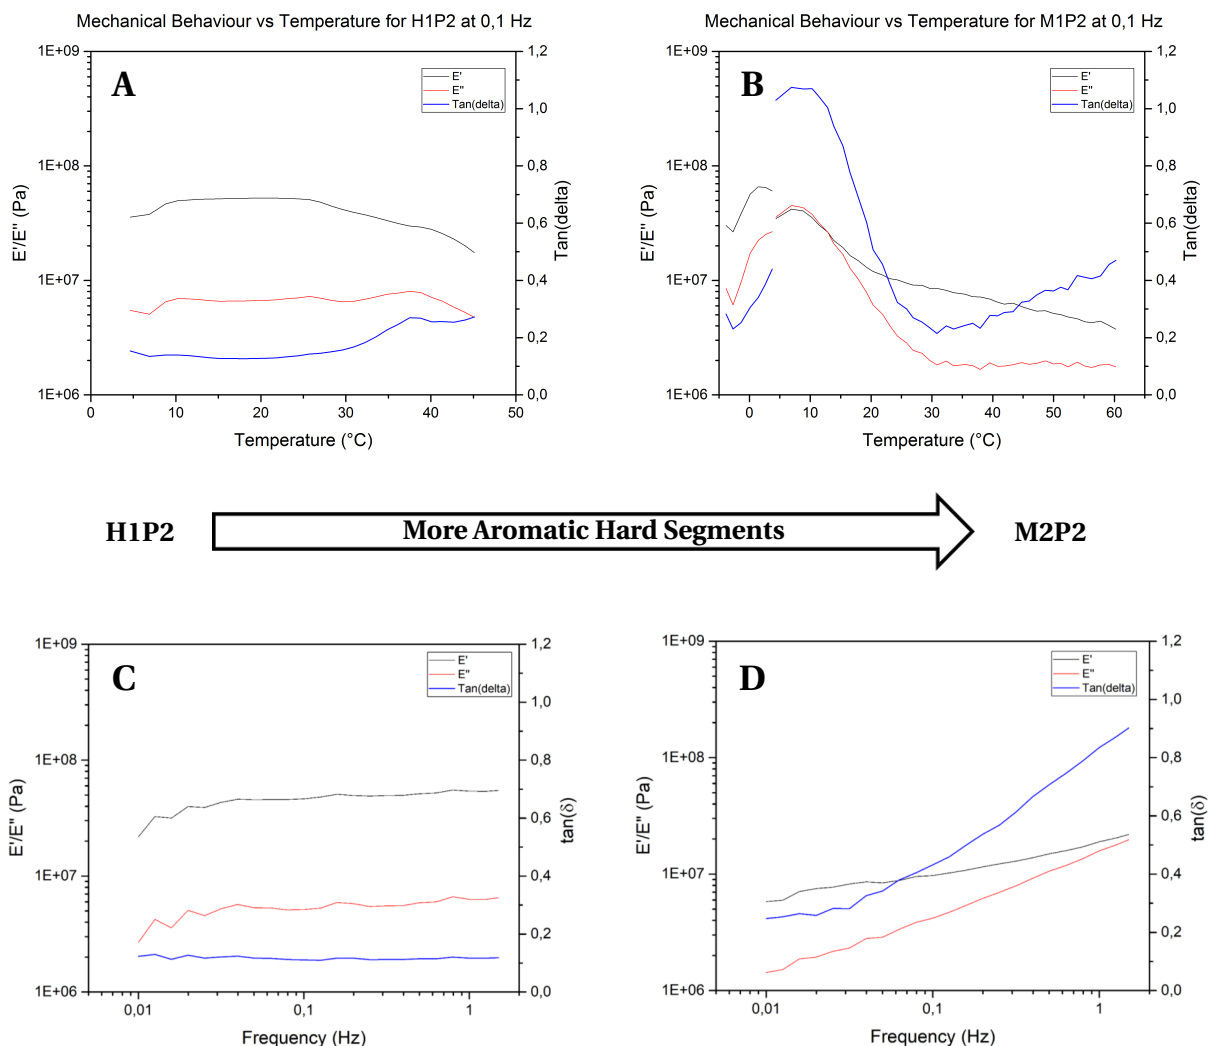 Mechanical Behaviour vs Temperature for H1P2 at 0,1 Hz
A
E'
E"
Tan(delta)
1E+09
1E+08
1E+07
1E+06
E'/E" (Pa)
1,2
1,0
0,8
0,6
0,4
0,2
0,0
Tan(delta)
0 10 20 30 40 50
Temperature (°C)
Mechanical Behaviour vs Temperature for M1P2 at 0,1 Hz
B
E'
E"
Tan(delta)
1E+09
1E+08
1E+07
1E+06
E'/E" (Pa)
1,2
1,0
0,8
0,6
0,4
0,2
0,0
Tan(delta)
0 10 20 30 40 50 60
Temperature (°C)
H1P2 More Aromatic Hard Segments M2P2
C
E'
E"
Tan(delta)
1E+09
1E+08
1E+07
1E+06
E'/E" (Pa)
1,2
1,0
0,8
0,6
0,4
0,2
0,0
tan(δ)
0,01 0,1 1
Frequency (Hz)
D
E'
E"
Tan(delta)
1E+09
1E+08
1E+07
1E+06
E'/E" (Pa)
1,2
1,0
0,8
0,6
0,4
0,2
0,0
tan(δ)
0,01 0,1 1
Frequency (Hz)